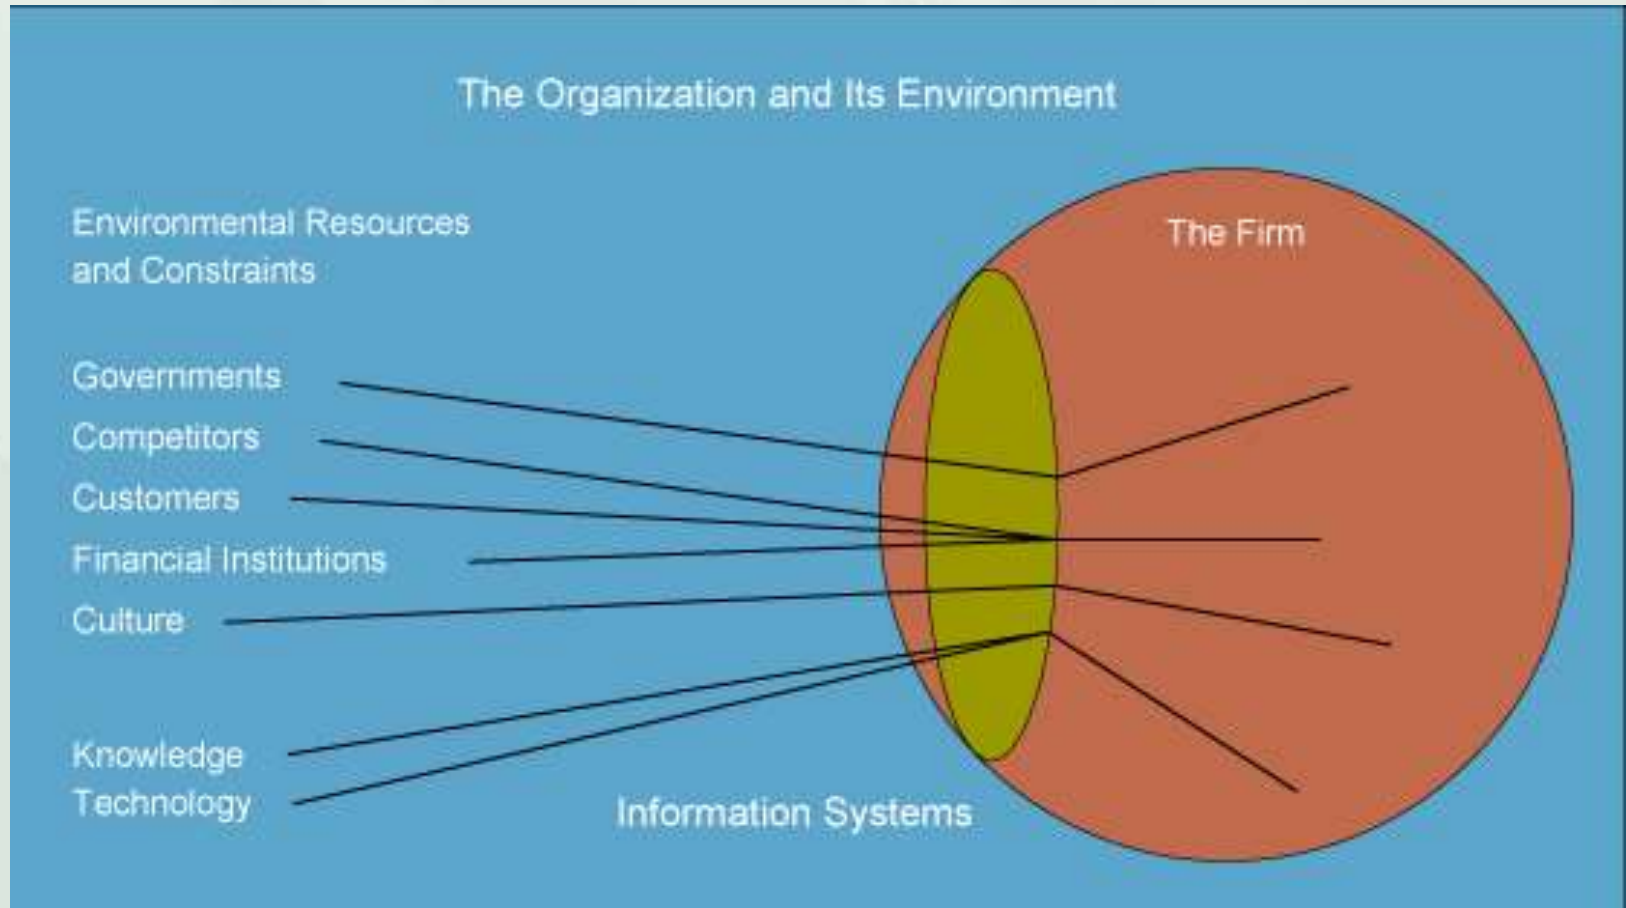 The Organization and Its Environment
Environmental Resources
and Constraints
The Firm
Governments
Competitors
Customers
Financial Institutions
Culture
Knowledge
Technology
Information Systems